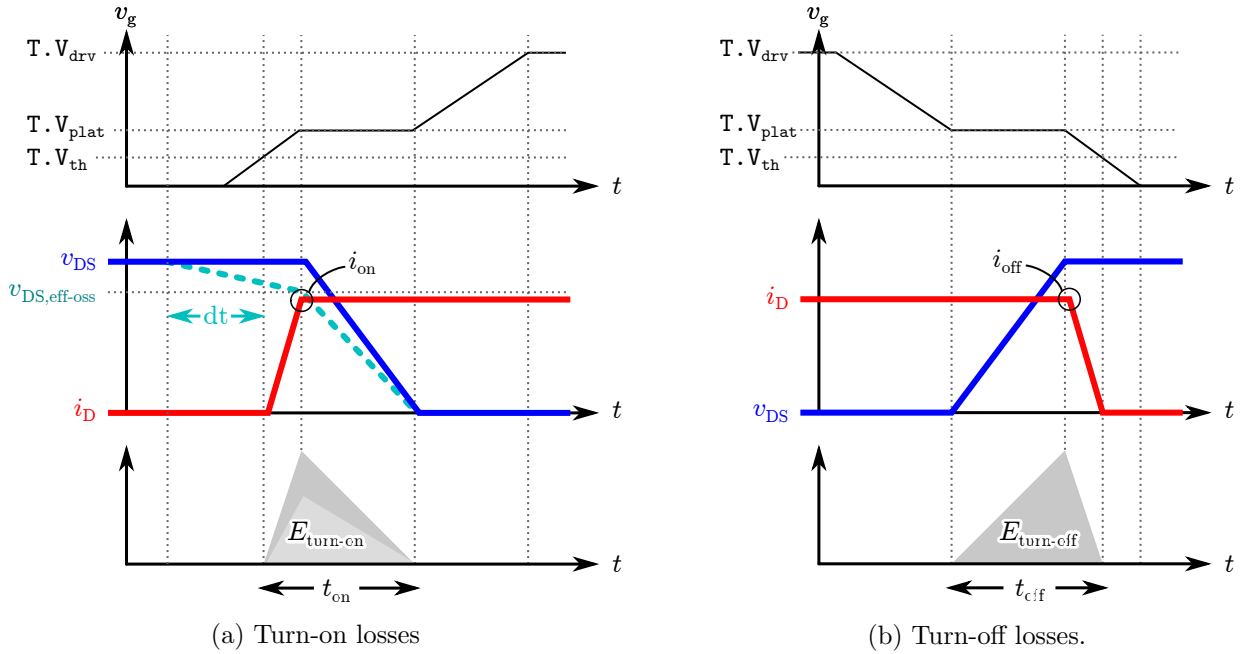 v_g
T.V_drv
T.V_plat
T.V_th
t
v_DS
i_on
v_DS,eff-oss
dt
i_D
t
E_turn-on
t
t_on
(a) Turn-on losses
v_g
T.V_drv
T.V_plat
T.V_th
t
i_off
i_D
v_DS
t
E_turn-off
t
t_off
(b) Turn-off losses.